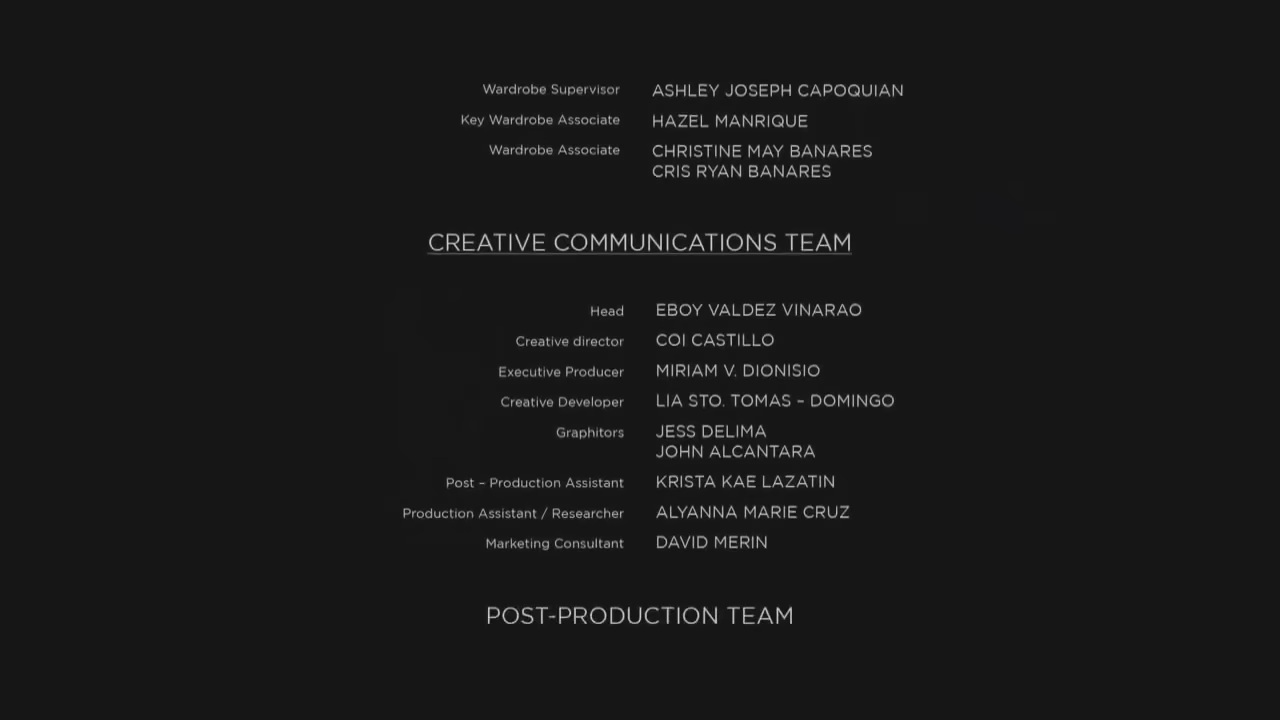 Wardrobe Supervisor ASHLEY JOSEPH CAPOQUIAN
Key Wardrobe Associate HAZEL MANRIQUE
Wardrobe Associate CHRISTINE MAY BANARES
CRIS RYAN BANARES
CREATIVE COMMUNICATIONS TEAM
Head EBOY VALDEZ VINARAO
Creative director COI CASTILLO
Executive Producer MIRIAM V. DIONISIO
Creative Developer LIA STO. TOMAS – DOMINGO
Graphitors JESS DELIMA
JOHN ALCANTARA
Post – Production Assistant KRISTA KAE LAZATIN
Production Assistant / Researcher ALYANNA MARIE CRUZ
Marketing Consultant DAVID MERIN
POST-PRODUCTION TEAM